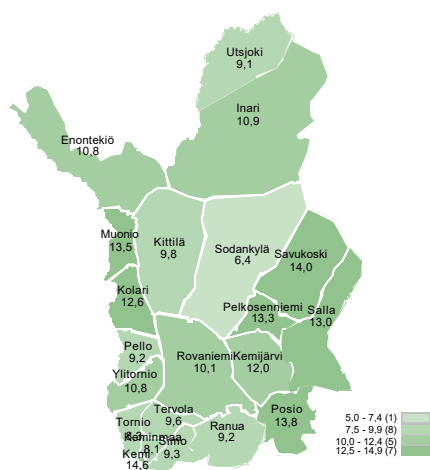 Utsjoki
9,1
Inari
10,9
Enontekiö
10,8
Muonio
13,5
Kittilä
9,8
Sodankylä
6,4
Savukoski
14,0
Kolari
12,6
Pelkosenniemi
13,3
Salla
13,0
Pello
9,2
Rovaniemi
10,1
Kemijärvi
12,0
Ylitornio
10,8
Tervola
9,6
Posio
13,8
Tornio
Keminmaa
8,1
Simo
9,3
Ranua
9,2
Kemi
14,6
5,0 - 7,4 (1)
7,5 - 9,9 (8)
10,0 - 12,4 (5)
12,5 - 14,9 (7)